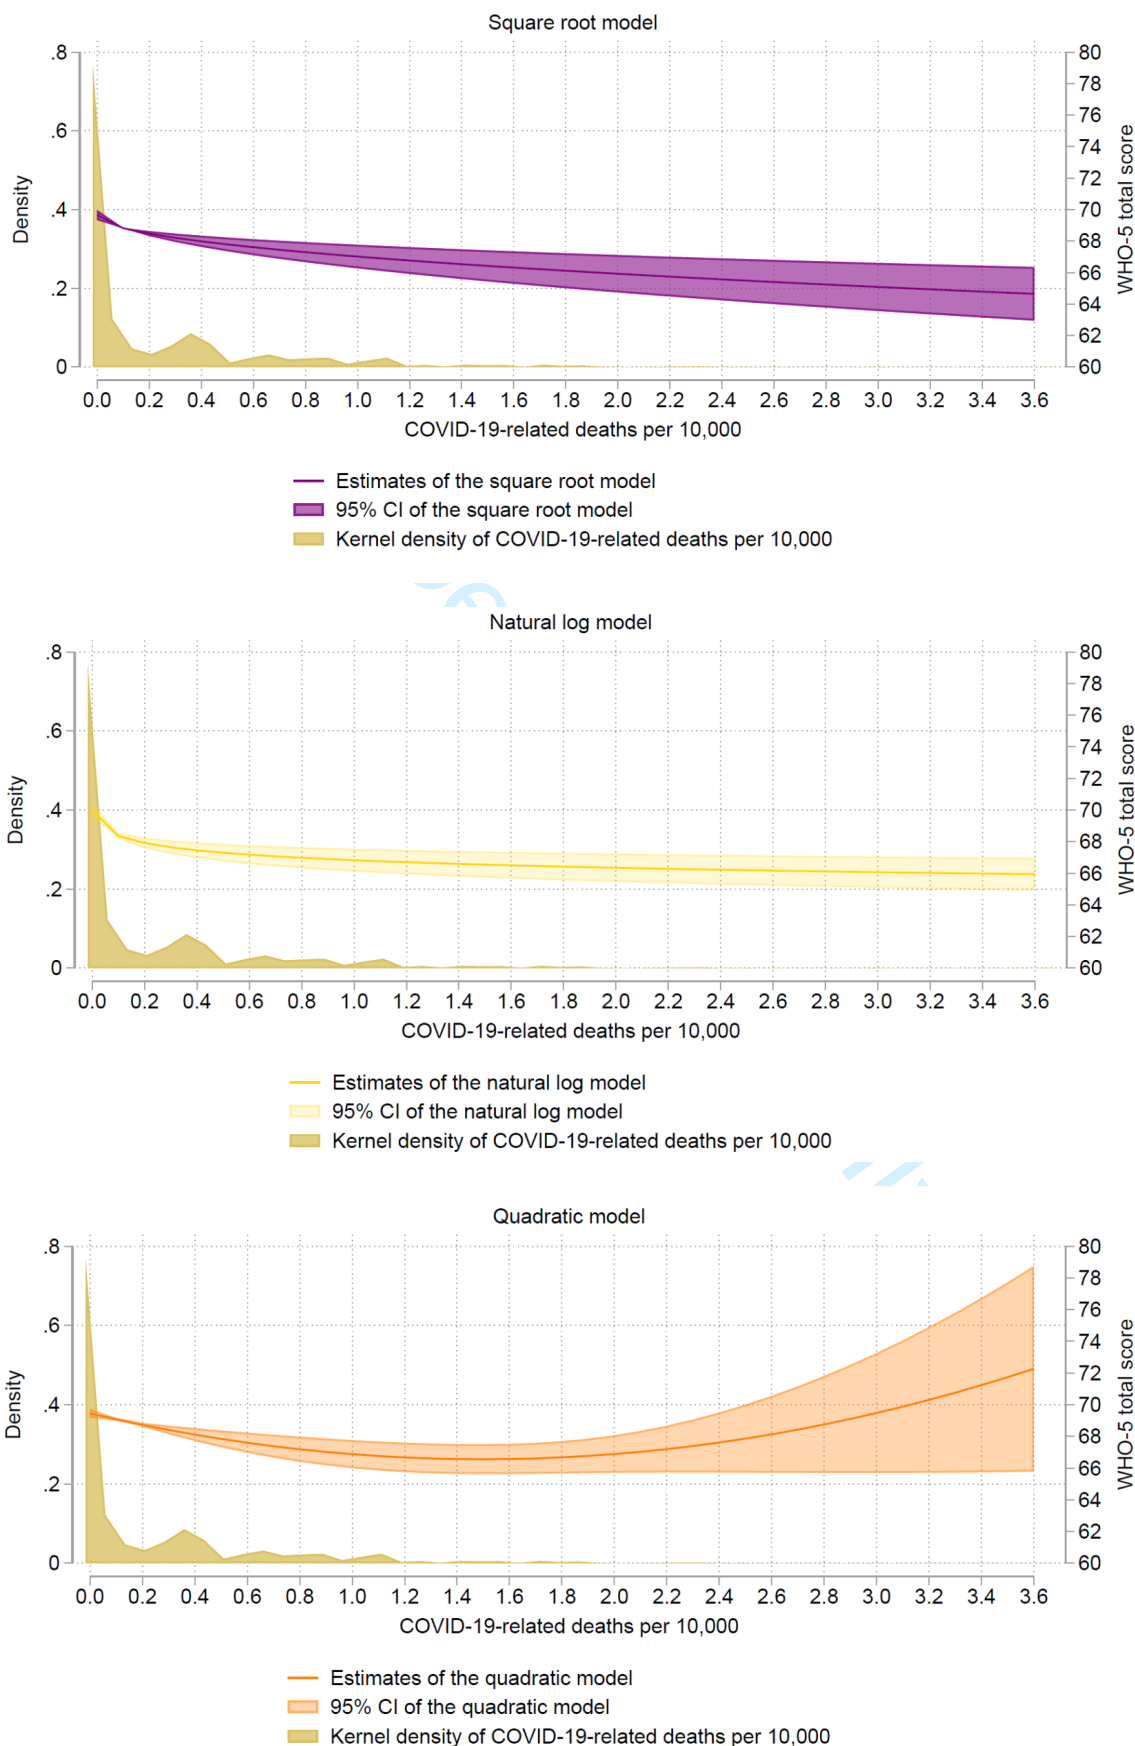 Square root model
.8
.6
.4
.2
0
Density
80
78
76
74
72
70
68
66
64
62
60
WHO-5 total score
0.0 0.2 0.4 0.6 0.8 1.0 1.2 1.4 1.6 1.8 2.0 2.2 2.4 2.6 2.8 3.0 3.2 3.4 3.6
COVID-19-related deaths per 10,000
Estimates of the square root model
95% CI of the square root model
Kernel density of COVID-19-related deaths per 10,000
Natural log model
.8
.6
.4
.2
0
Density
80
78
76
74
72
70
68
66
64
62
60
WHO-5 total score
0.0 0.2 0.4 0.6 0.8 1.0 1.2 1.4 1.6 1.8 2.0 2.2 2.4 2.6 2.8 3.0 3.2 3.4 3.6
COVID-19-related deaths per 10,000
Estimates of the natural log model
95% CI of the natural log model
Kernel density of COVID-19-related deaths per 10,000
Quadratic model
.8
.6
.4
.2
0
Density
80
78
76
74
72
70
68
66
64
62
60
WHO-5 total score
0.0 0.2 0.4 0.6 0.8 1.0 1.2 1.4 1.6 1.8 2.0 2.2 2.4 2.6 2.8 3.0 3.2 3.4 3.6
COVID-19-related deaths per 10,000
Estimates of the quadratic model
95% CI of the quadratic model
Kernel density of COVID-19-related deaths per 10,000